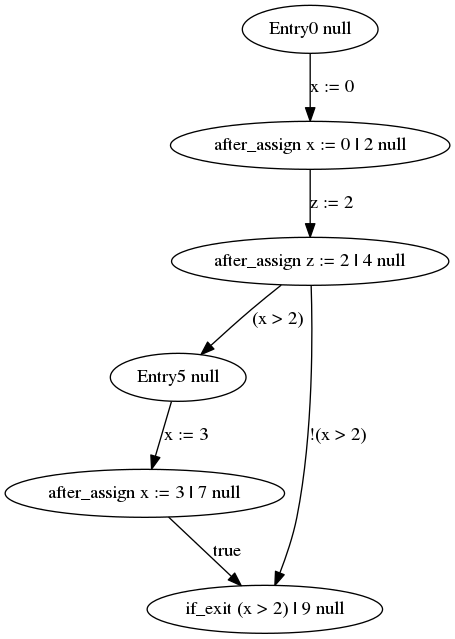 Entry0 null
x := 0
after_assign x := 0 | 2 null
z := 2
after_assign z := 2 | 4 null
(x > 2)
Entry5 null
x := 3
!(x > 2)
after_assign x := 3 | 7 null
true
if_exit (x > 2) | 9 null